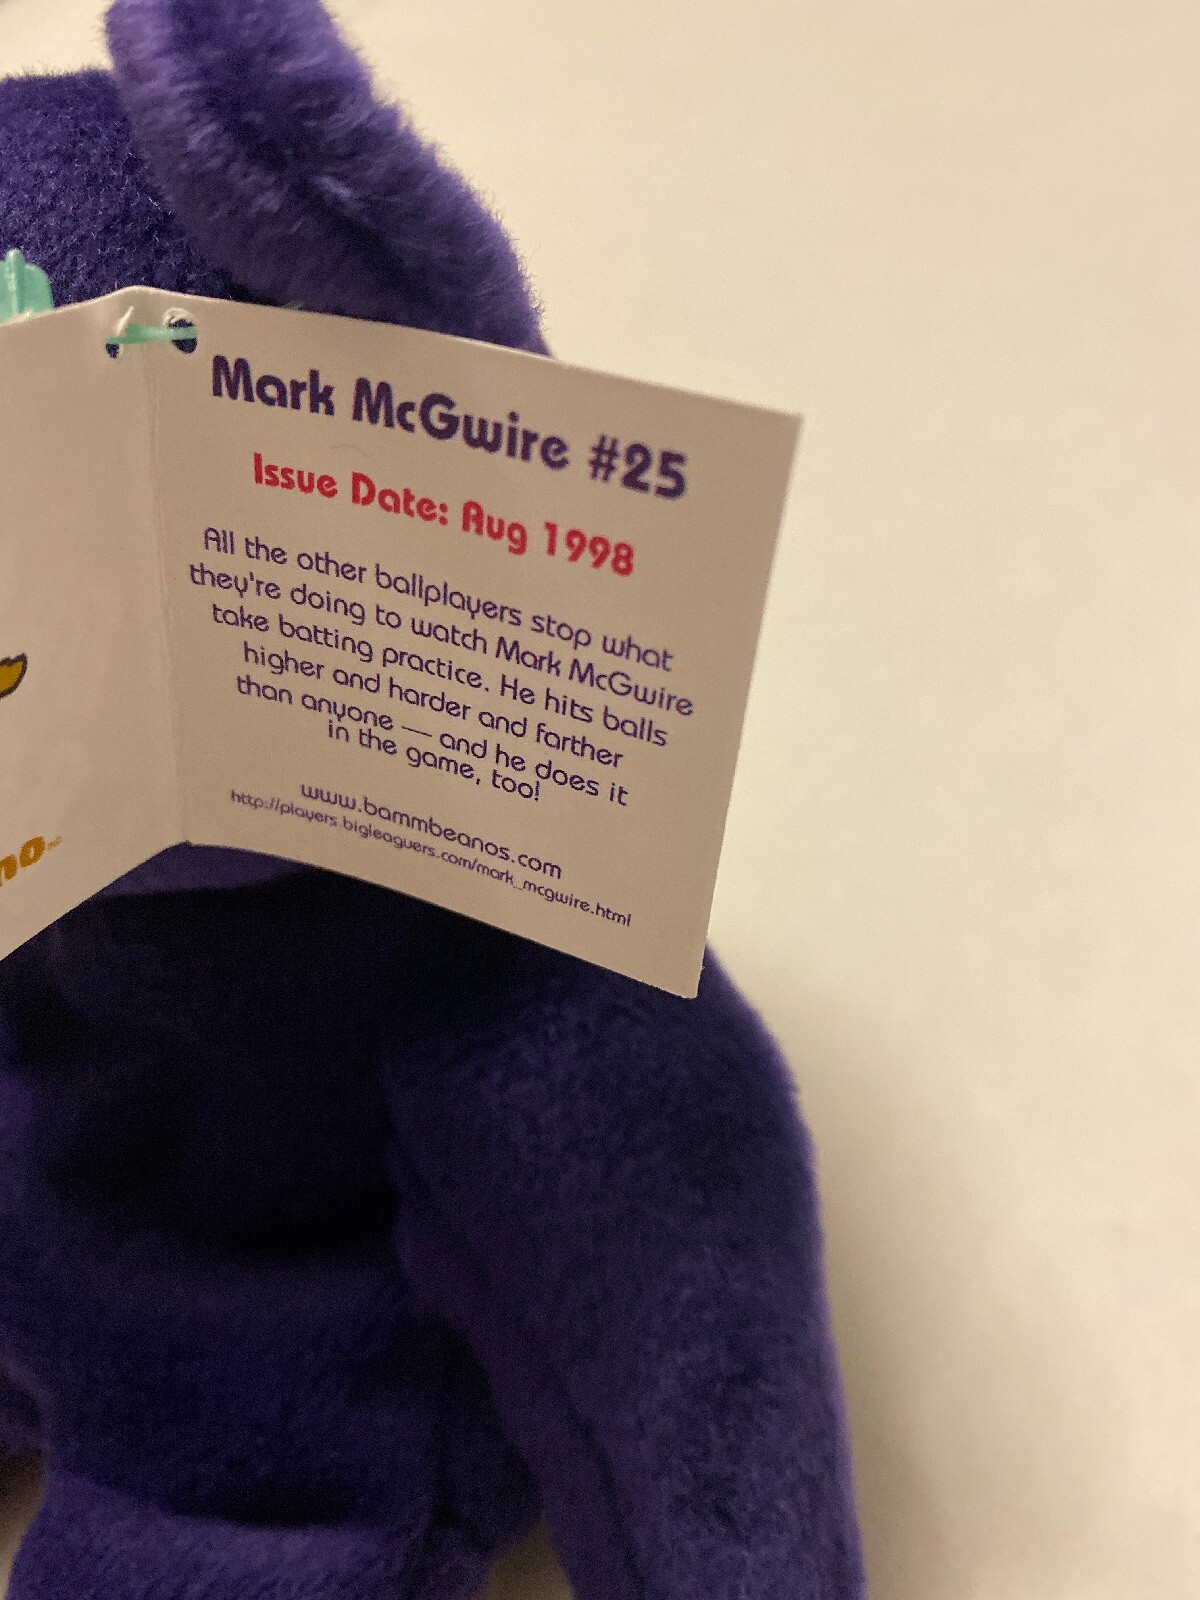 Mark McGwire #25
Issue Date: Aug 1998
All the other ballplayers stop what
they're doing to watch Mark McGwire
take batting practice. He hits balls
higher and harder and farther
than anyone — and he does it
in the game, too!
www.bammbeanos.com
http://players.bigleaguers.com/mark_mcgwire.html
no